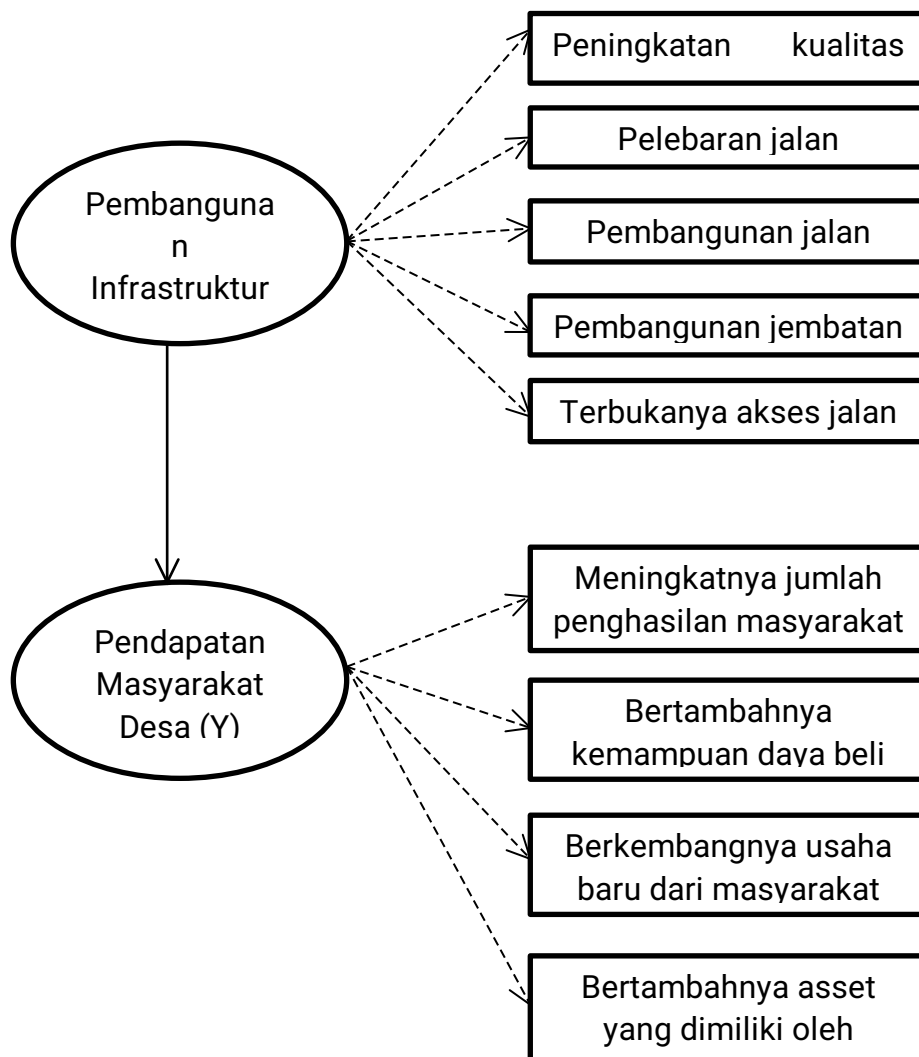 Peningkatan kualitas
Pelebaran jalan
Pembangunan jalan
Pembangunan jembatan
Terbukanya akses jalan
Pembanguna
n
Infrastruktur
Pendapatan
Masyarakat
Desa (Y)
Meningkatnya jumlah
penghasilan masyarakat
Bertambahnya
kemampuan daya beli
Berkembangnya usaha
baru dari masyarakat
Bertambahnya asset
yang dimiliki oleh